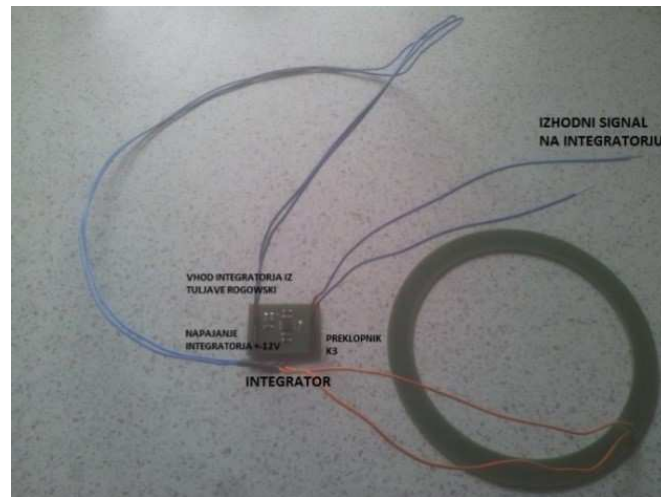 IZHODNI SIGNAL
NA INTEGRATORJU
VHOD INTEGRATORJA IZ
TULJAVE ROGOWSKI
NAPAJANJE
INTEGRATORJA +-12V
PREKLOPNIK
K3
INTEGRATOR